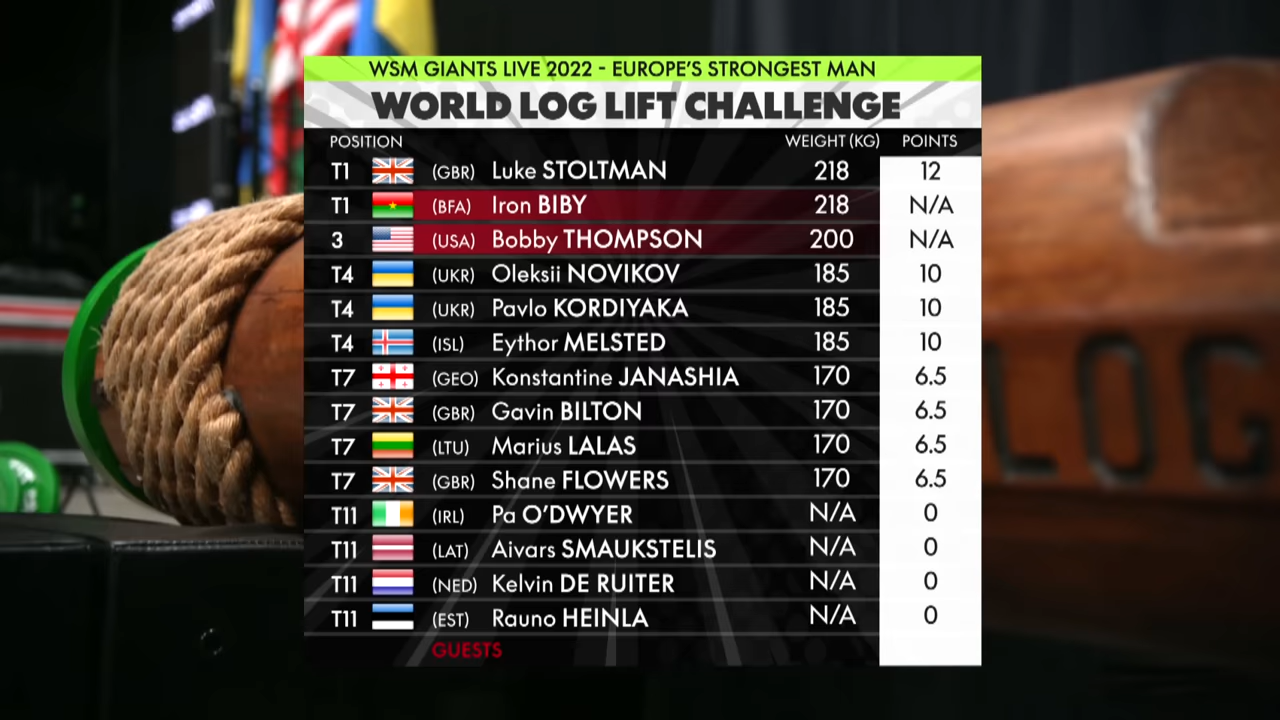 WSM GIANTS LIVE 2022 - EUROPE'S STRONGEST MAN
WORLD LOG LIFT CHALLENGE
POSITION WEIGHT (KG) POINTS
T1 (GBR) Luke STOLTMAN 218 12
T1 (BFA) Iron BIBY 218 N/A
3 (USA) Bobby THOMPSON 200 N/A
T4 (UKR) Oleksii NOVIKOV 185 10
T4 (UKR) Pavlo KORDIYAKA 185 10
T4 (ISL) Eythor MELSTED 185 10
T7 (GEO) Konstantine JANASHIA 170 6.5
T7 (GBR) Gavin BILTON 170 6.5
T7 (LTU) Marius LALAS 170 6.5
T7 (GBR) Shane FLOWERS 170 6.5
T11 (IRL) Pa O'DWYER N/A 0
T11 (LAT) Aivars SMAUKSTELIS N/A 0
T11 (NED) Kelvin DE RUITER N/A 0
T11 (EST) Rauno HEINLA N/A 0
GUESTS
LOG